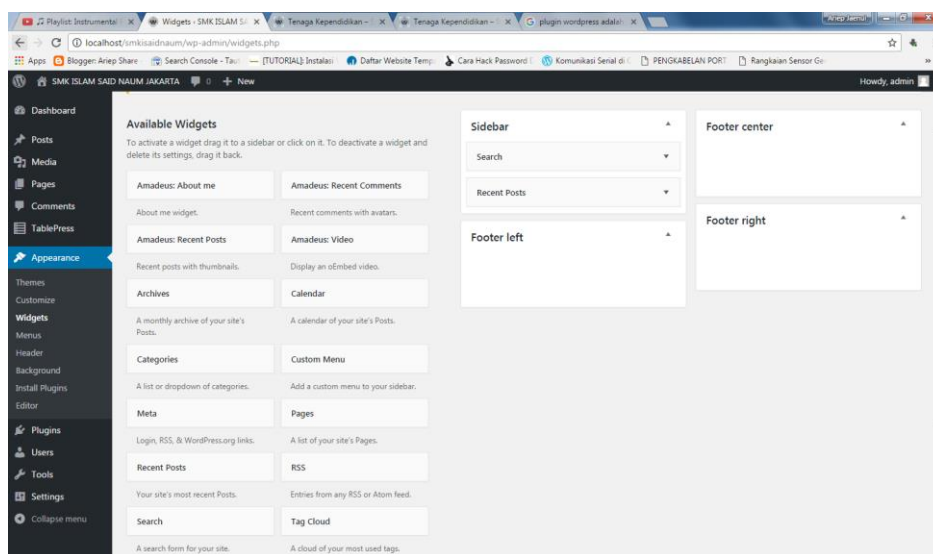 Playlist: Instrumental
Widgets ‹ SMK ISLAM SA
Tenaga Kependidikan –
Tenaga Kependidikan –
plugin wordpress adalah
Ariep Jaenul
localhost/smkisaidnaum/wp-admin/widgets.php
Apps
Blogger: Ariep Share
Search Console - Tau
[TUTORIAL]: Instalasi
Daftar Website Temp
Cara Hack Password
Komunikasi Serial di
PENGKABELAN PORT
Rangkaian Sensor Ge
SMK ISLAM SAID NAUM JAKARTA
0
New
Howdy, admin
Dashboard
Posts
Media
Pages
Comments
TablePress
Appearance
Themes
Customize
Widgets
Menus
Header
Background
Install Plugins
Editor
Plugins
Users
Tools
Settings
Collapse menu
Available Widgets
To activate a widget drag it to a sidebar or click on it. To deactivate a widget and
delete its settings, drag it back.
Amadeus: About me
About me widget.
Amadeus: Recent Comments
Recent comments with avatars.
Amadeus: Recent Posts
Recent posts with thumbnails.
Amadeus: Video
Display an oEmbed video.
Archives
A monthly archive of your site's
Posts.
Calendar
A calendar of your site's Posts.
Categories
A list or dropdown of categories.
Custom Menu
Add a custom menu to your sidebar.
Meta
Login, RSS, & WordPress.org links.
Pages
A list of your site's Pages.
Recent Posts
Your site's most recent Posts.
RSS
Entries from any RSS or Atom feed.
Search
A search form for your site.
Tag Cloud
A cloud of your most used tags.
Sidebar
Search
Recent Posts
Footer left
Footer center
Footer right